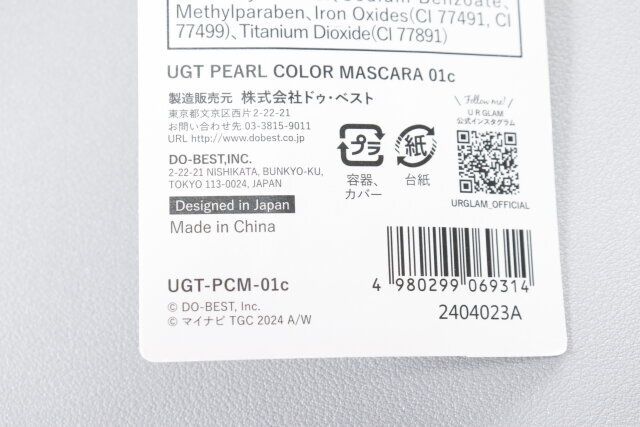 Methylparaben, Iron Oxides(CI 77491, CI
77499), Titanium Dioxide(CI 77891)
UGT PEARL COLOR MASCARA 01c
製造販売元 株式会社ドゥ・ベスト
東京都文京区西片2-22-21
お問い合わせ先 03-3815-9011
URL http://www.dobest.co.jp
DO-BEST,INC.
2-22-21 NISHIKATA, BUNKYO-KU,
TOKYO 113-0024, JAPAN
Designed in Japan
Made in China
プラ
容器、
カバー
紙
台紙
Follow me!
U R GLAM
公式インスタグラム
URGLAM_OFFICIAL
UGT-PCM-01c
© DO-BEST, Inc.
© マイナビ TGC 2024 A/W
4 980299 069314
2404023A